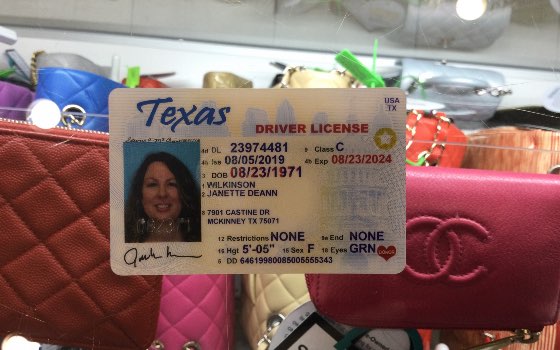 USA
TX
Texas
DRIVER LICENSE
4d DL 23974481 9 Class C
4b Iss 08/05/2019 4b Exp 08/23/2024
3 DOB 08/23/1971
1 WILKINSON
2 JANETTE DEANN
8 7901 CASTINE DR
MCKINNEY TX 75071
12 Restrictions NONE 9a End NONE
16 Hgt 5'-05" 15 Sex F 18 Eyes GRN
5 DD 64619980085005555343
DONOR